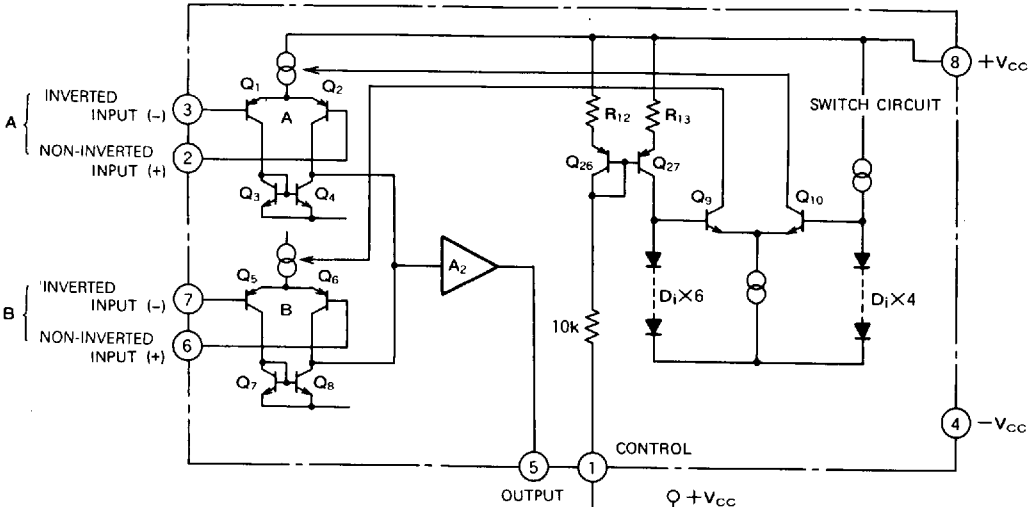 8 +Vcc
SWITCH CIRCUIT
A
INVERTED
INPUT (-)
3
NON-INVERTED
INPUT (+)
2
Q1
Q2
A
Q3
Q4
R12
R13
Q26
Q27
Q9
Q10
B
INVERTED
INPUT (-)
7
NON-INVERTED
INPUT (+)
6
Q5
Q6
B
Q7
Q8
A2
10k
Di×6
Di×4
4 -Vcc
5
OUTPUT
1
CONTROL
+Vcc